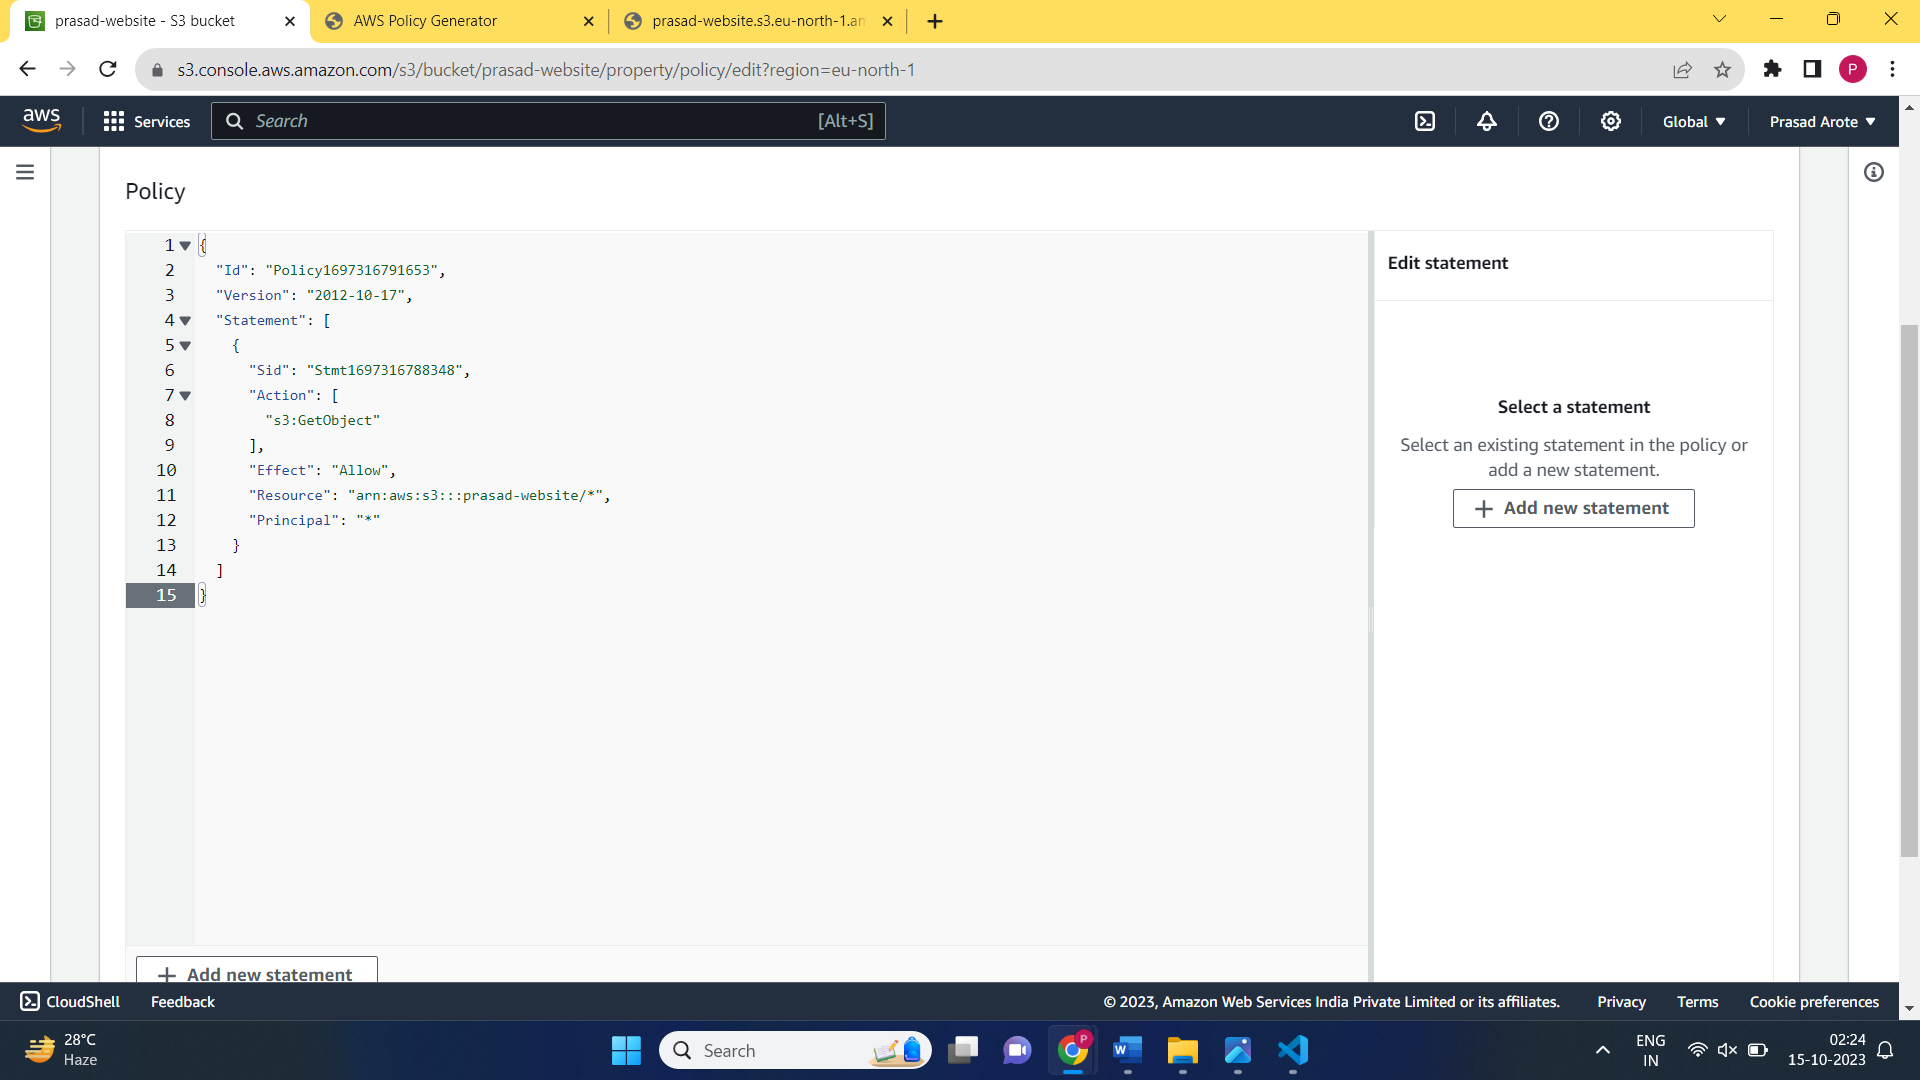 prasad-website - S3 bucket
AWS Policy Generator
prasad-website.s3.eu-north-1.am
s3.console.aws.amazon.com/s3/bucket/prasad-website/property/policy/edit?region=eu-north-1
P
aws
Services
Search
[Alt+S]
Global
Prasad Arote
Policy
1 {
2 "Id": "Policy1697316791653",
3 "Version": "2012-10-17",
4 "Statement": [
5 {
6 "Sid": "Stmt1697316788348",
7 "Action": [
8 "s3:GetObject"
9 ],
10 "Effect": "Allow",
11 "Resource": "arn:aws:s3:::prasad-website/*",
12 "Principal": "*"
13 }
14 ]
15 }
Edit statement
Select a statement
Select an existing statement in the policy or
add a new statement.
Add new statement
Add new statement
CloudShell
Feedback
© 2023, Amazon Web Services India Private Limited or its affiliates.
Privacy
Terms
Cookie preferences
28°C
Haze
Search
P
W
ENG
IN
02:24
15-10-2023